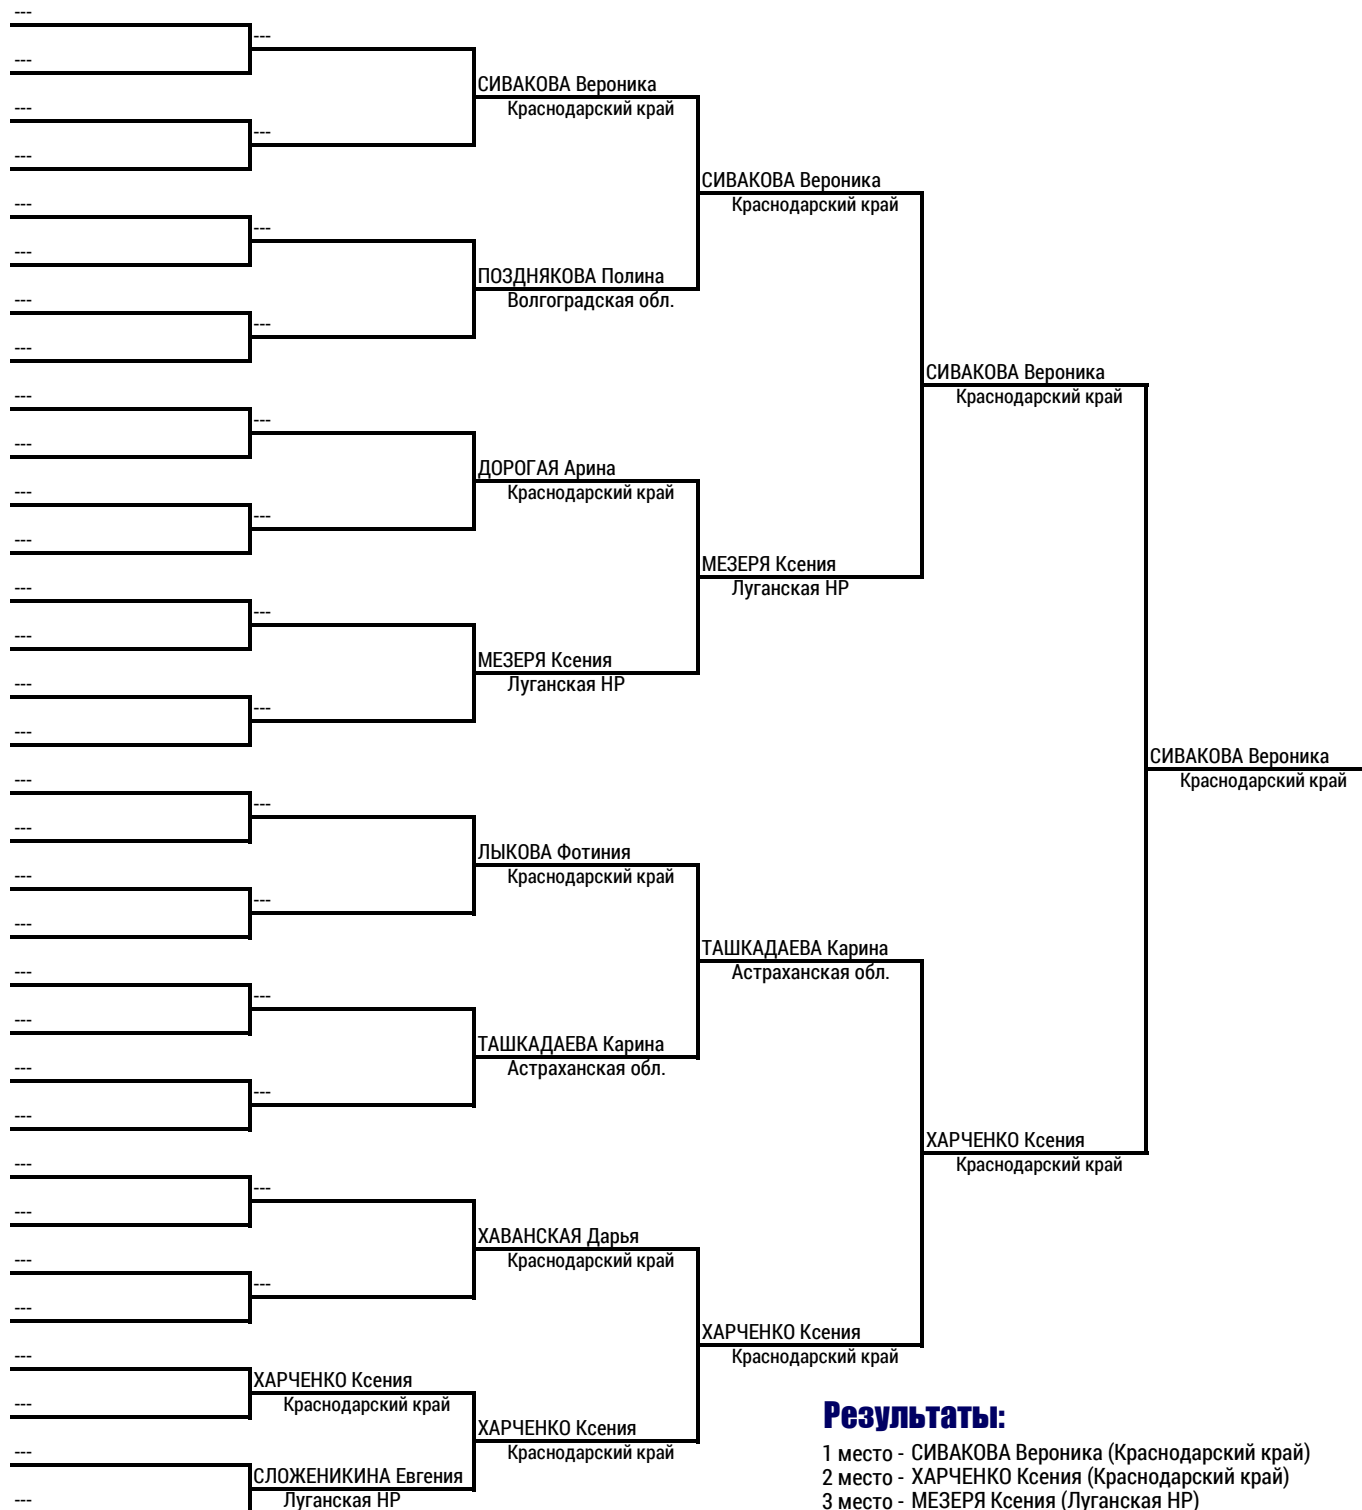 ---
---
---
СИВАКОВА Вероника
Краснодарский край
---
---
---
СИВАКОВА Вероника
Краснодарский край
---
---
---
ПОЗДНЯКОВА Полина
Волгоградская обл.
---
---
---
СИВАКОВА Вероника
Краснодарский край
---
---
---
ДОРОГАЯ Арина
Краснодарский край
---
---
---
МЕЗЕРЯ Ксения
Луганская НР
---
---
---
МЕЗЕРЯ Ксения
Луганская НР
---
---
---
СИВАКОВА Вероника
Краснодарский край
---
---
---
ЛЫКОВА Фотиния
Краснодарский край
---
---
---
ТАШКАДАЕВА Карина
Астраханская обл.
---
---
---
ТАШКАДАЕВА Карина
Астраханская обл.
---
---
---
ХАРЧЕНКО Ксения
Краснодарский край
---
---
---
ХАВАНСКАЯ Дарья
Краснодарский край
---
---
---
ХАРЧЕНКО Ксения
Краснодарский край
---
ХАРЧЕНКО Ксения
Краснодарский край
---
ХАРЧЕНКО Ксения
Краснодарский край
---
СЛОЖЕНИКИНА Евгения
Луганская НР
---
Результаты:
1 место - СИВАКОВА Вероника (Краснодарский край)
2 место - ХАРЧЕНКО Ксения (Краснодарский край)
3 место - МЕЗЕРЯ Ксения (Луганская НР)